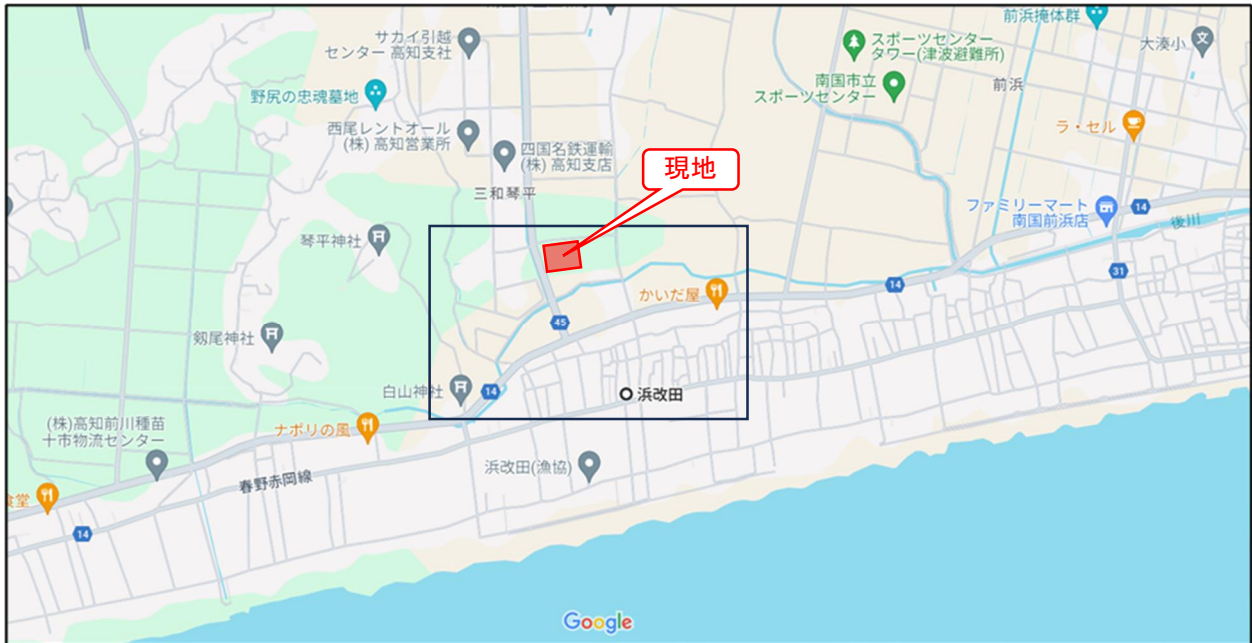 前浜掩体群
サカイ引越
センター 高知支社
スポーツセンター
タワー(津波避難所)
大湊小
文
野尻の忠魂墓地
南国市立
スポーツセンター
前浜
西尾レントオール
(株) 高知営業所
四国名鉄運輸
(株) 高知支店
ラ・セル
現地
三和琴平
ファミリーマート
南国前浜店
14
後川
琴平神社
31
14
かいだ屋
45
剱尾神社
白山神社
14
浜改田
(株)高知前川種苗
十市物流センター
ナポリの風
浜改田(漁協)
春野赤岡線
食堂
14
Google